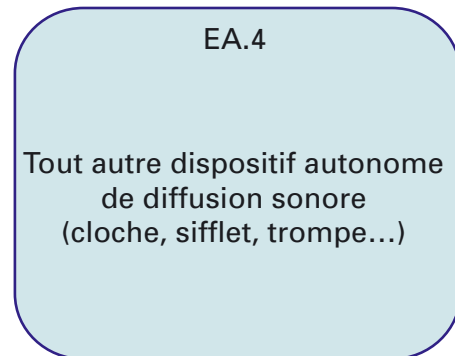 EA.4
Tout autre dispositif autonome
de diffusion sonore
(cloche, sifflet, trompe…)